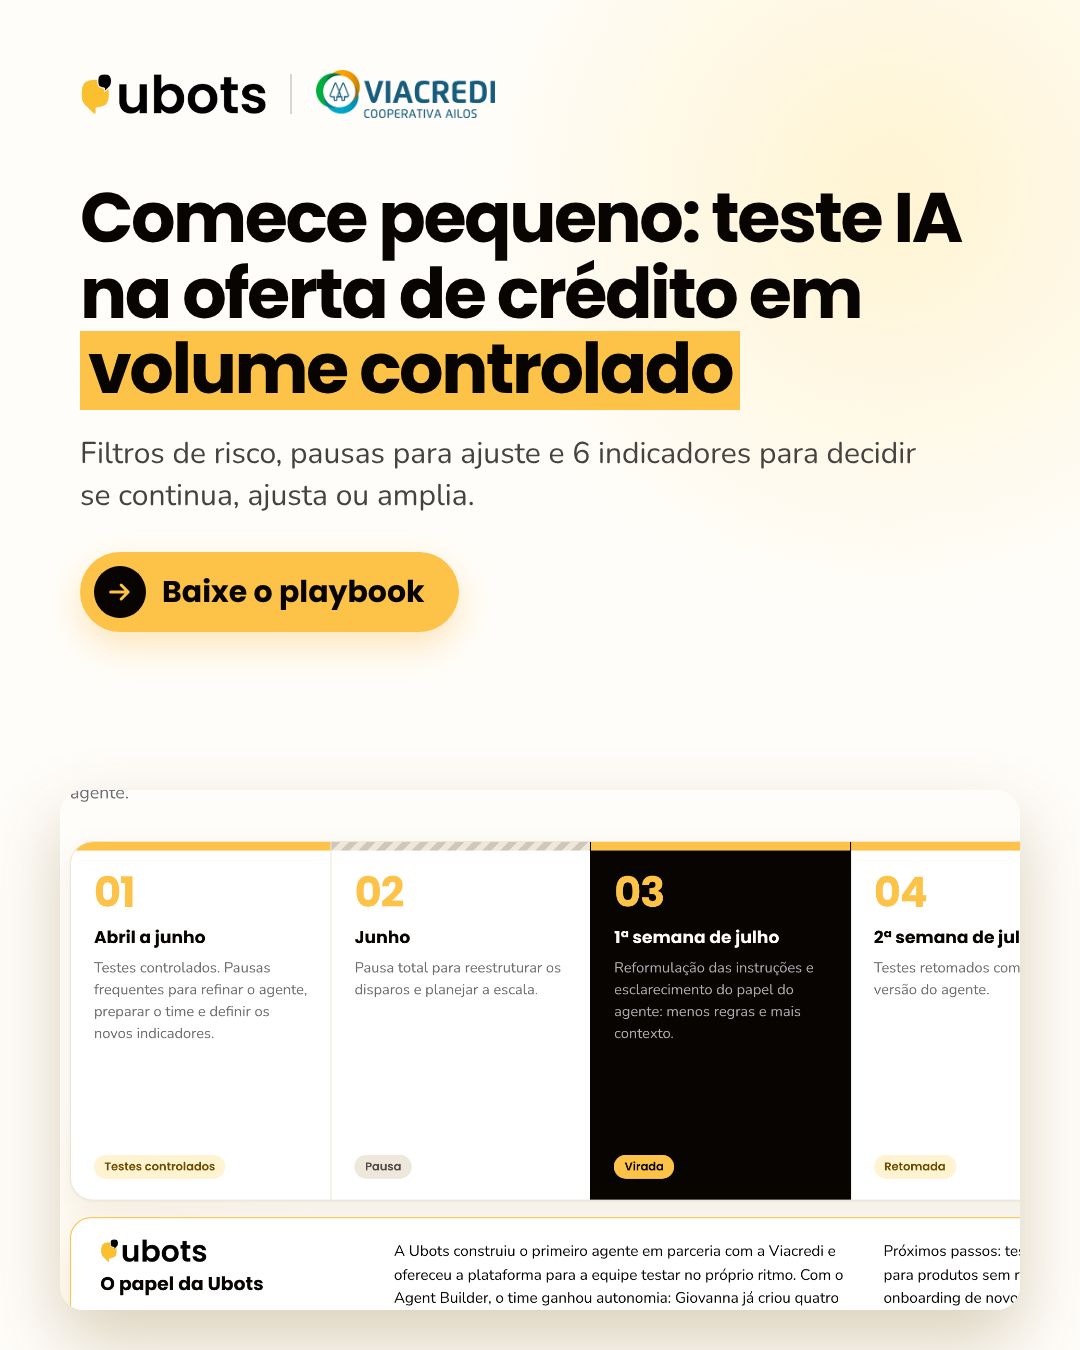 ubots
VIACREDI
COOPERATIVA AILOS
Comece pequeno: teste IA
na oferta de crédito em
volume controlado
Filtros de risco, pausas para ajuste e 6 indicadores para decidir
se continua, ajusta ou amplia.
Baixe o playbook
agente.
01
Abril a junho
Testes controlados. Pausas
frequentes para refinar o agente,
preparar o time e definir os
novos indicadores.
Testes controlados
02
Junho
Pausa total para reestruturar os
disparos e planejar a escala.
Pausa
03
1ª semana de julho
Reformulação das instruções e
esclarecimento do papel do
agente: menos regras e mais
contexto.
Virada
04
2ª semana de jul
Testes retomados com
versão do agente.
Retomada
ubots
O papel da Ubots
A Ubots construiu o primeiro agente em parceria com a Viacredi e
ofereceu a plataforma para a equipe testar no próprio ritmo. Com o
Agent Builder, o time ganhou autonomia: Giovanna já criou quatro
Próximos passos:
para produtos sem
onboarding de